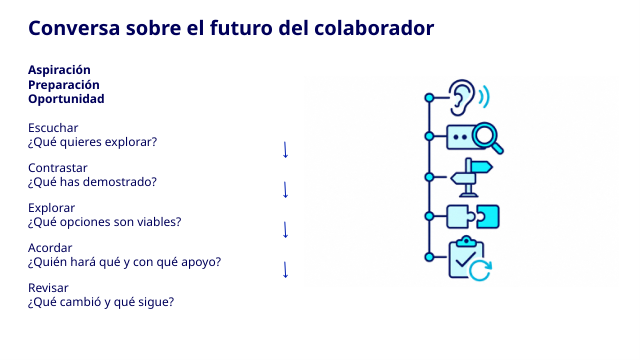 Conversa sobre el futuro del colaborador
Aspiración
Preparación
Oportunidad
Escuchar
¿Qué quieres explorar?
Contrastar
¿Qué has demostrado?
Explorar
¿Qué opciones son viables?
Acordar
¿Quién hará qué y con qué apoyo?
Revisar
¿Qué cambió y qué sigue?